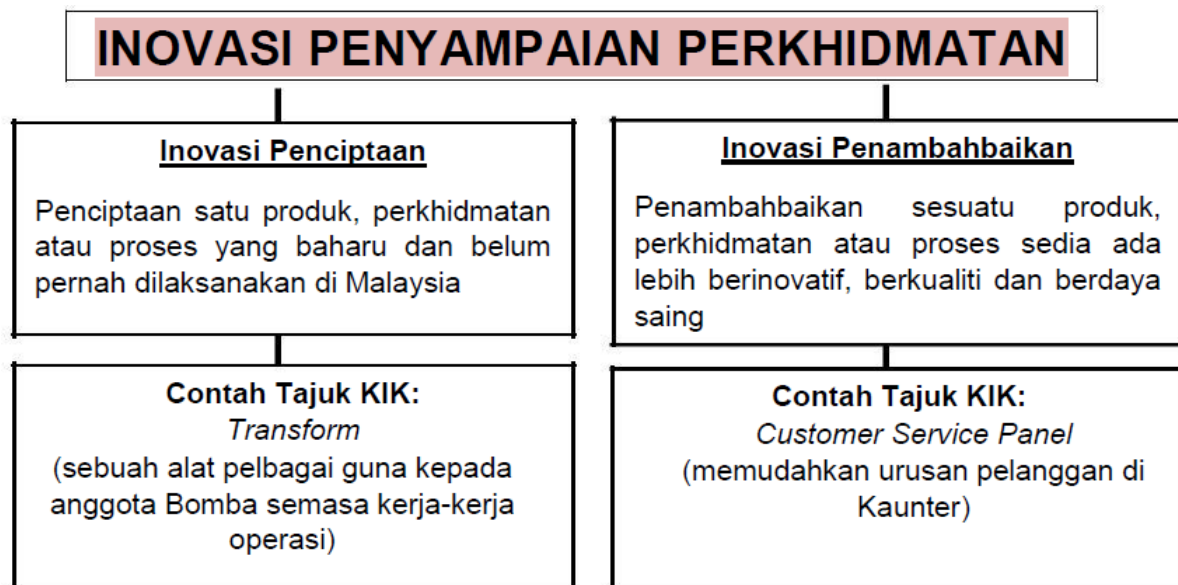 INOVASI PENYAMPAIAN PERKHIDMATAN
Inovasi Penciptaan
Penciptaan satu produk, perkhidmatan
atau proses yang baharu dan belum
pernah dilaksanakan di Malaysia
Contah Tajuk KIK:
Transform
(sebuah alat pelbagai guna kepada
anggota Bomba semasa kerja-kerja
operasi)
Inovasi Penambahbaikan
Penambahbaikan sesuatu produk,
perkhidmatan atau proses sedia ada
lebih berinovatif, berkualiti dan berdaya
saing
Contah Tajuk KIK:
Customer Service Panel
(memudahkan urusan pelanggan di
Kaunter)